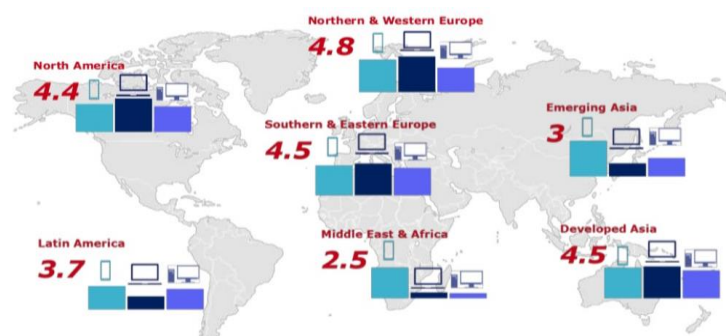 Northern & Western Europe
4.8
North America
4.4
Southern & Eastern Europe
4.5
Emerging Asia
3
Latin America
3.7
Middle East & Africa
2.5
Developed Asia
4.5